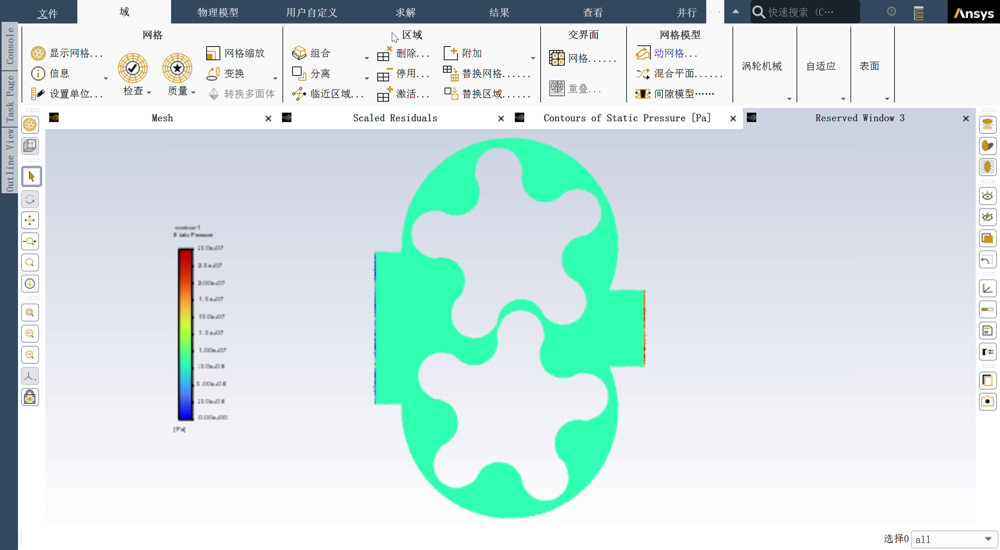 文件 域 物理模型 用户自定义 求解 结果 查看 并行 快速搜索 (C… Ansys
Console
Task Page
Outline View
网格
显示网格...
信息
设置单位...
检查
质量
网格缩放
变换
转换多面体
区域
组合
分离
临近区域...
删除...
停用...
激活...
附加
替换网格......
替换区域......
交界面
网格......
重叠...
网格模型
动网格...
混合平面......
间隙模型……
涡轮机械
自适应
表面
Mesh
Scaled Residuals
Contours of Static Pressure [Pa]
Reserved Window 3
contour-1
Static Pressure
2.00e+07
1.00e+07
5.00e+06
0.00e+00
[Pa]
选择0 all